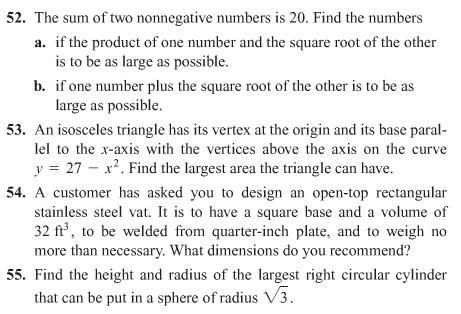 52. The sum of two nonnegative numbers is 20. Find the numbers
a. if the product of one number and the square root of the other
is to be as large as possible.
b. if one number plus the square root of the other is to be as
large as possible.
53. An isosceles triangle has its vertex at the origin and its base paral-
lel to the x-axis with the vertices above the axis on the curve
y = 27 − x². Find the largest area the triangle can have.
54. A customer has asked you to design an open-top rectangular
stainless steel vat. It is to have a square base and a volume of
32 ft³, to be welded from quarter-inch plate, and to weigh no
more than necessary. What dimensions do you recommend?
55. Find the height and radius of the largest right circular cylinder
that can be put in a sphere of radius √3.